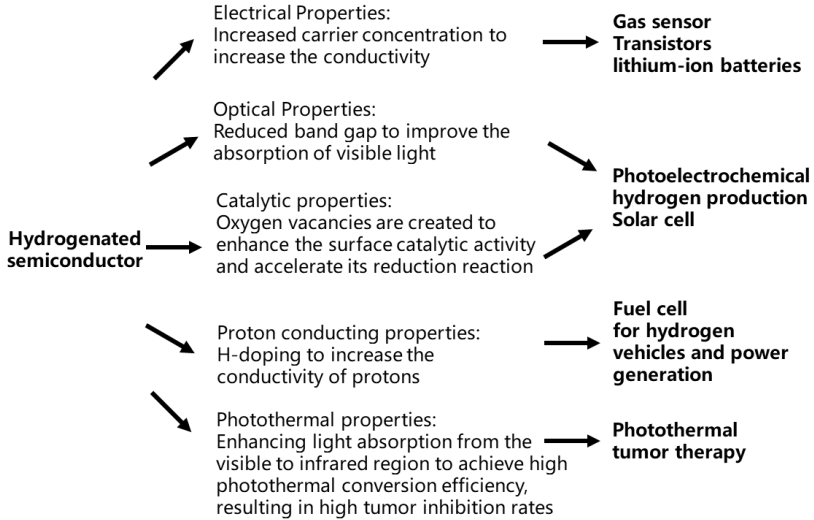 Electrical Properties:
Increased carrier concentration to
increase the conductivity
Gas sensor
Transistors
lithium-ion batteries
Optical Properties:
Reduced band gap to improve the
absorption of visible light
Photoelectrochemical
hydrogen production
Solar cell
Catalytic properties:
Oxygen vacancies are created to
enhance the surface catalytic activity
and accelerate its reduction reaction
Hydrogenated
semiconductor
Proton conducting properties:
H-doping to increase the
conductivity of protons
Fuel cell
for hydrogen
vehicles and power
generation
Photothermal properties:
Enhancing light absorption from the
visible to infrared region to achieve high
photothermal conversion efficiency,
resulting in high tumor inhibition rates
Photothermal
tumor therapy